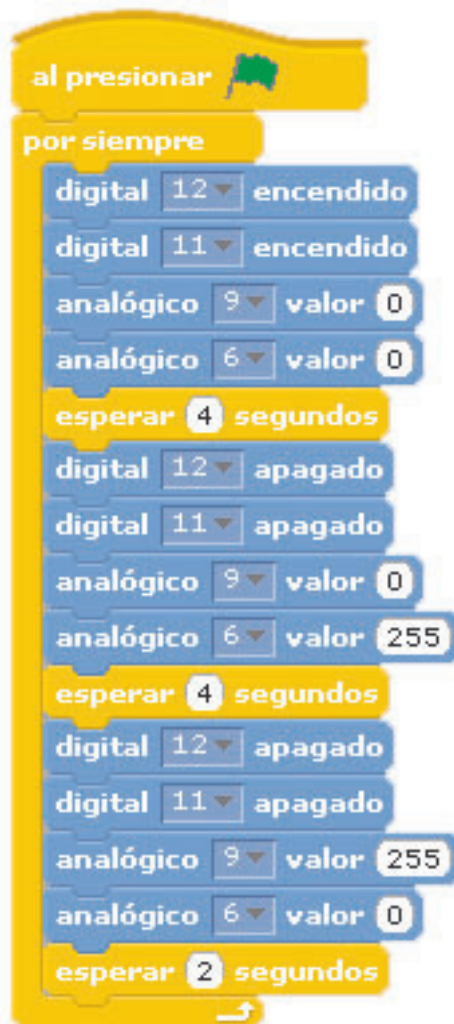 al presionar
por siempre
digital 12 encendido
digital 11 encendido
analógico 9 valor 0
analógico 6 valor 0
esperar 4 segundos
digital 12 apagado
digital 11 apagado
analógico 9 valor 0
analógico 6 valor 255
esperar 4 segundos
digital 12 apagado
digital 11 apagado
analógico 9 valor 255
analógico 6 valor 0
esperar 2 segundos